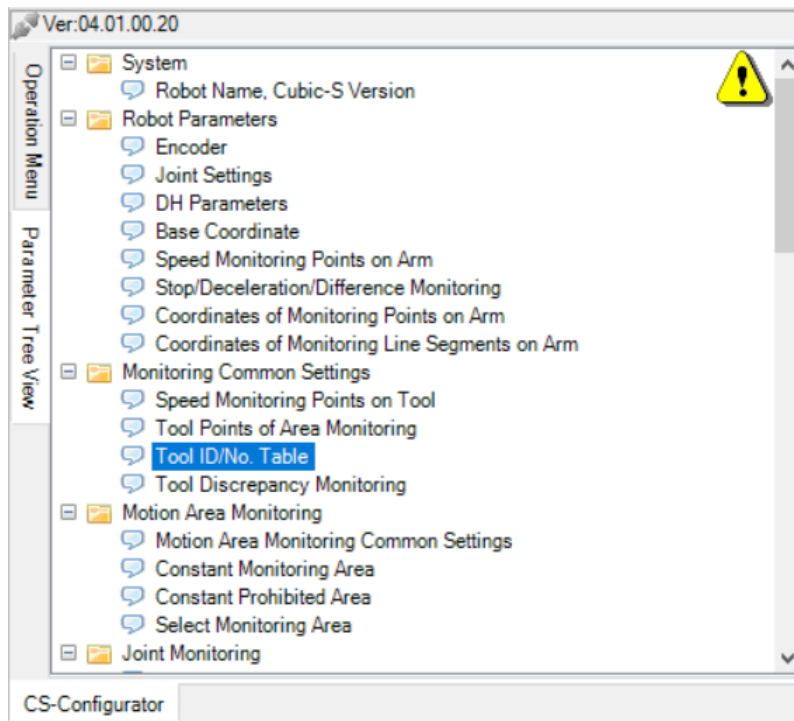 Ver:04.01.00.20
Operation Menu
Parameter Tree View
System
Robot Name, Cubic-S Version
Robot Parameters
Encoder
Joint Settings
DH Parameters
Base Coordinate
Speed Monitoring Points on Arm
Stop/Deceleration/Difference Monitoring
Coordinates of Monitoring Points on Arm
Coordinates of Monitoring Line Segments on Arm
Monitoring Common Settings
Speed Monitoring Points on Tool
Tool Points of Area Monitoring
Tool ID/No. Table
Tool Discrepancy Monitoring
Motion Area Monitoring
Motion Area Monitoring Common Settings
Constant Monitoring Area
Constant Prohibited Area
Select Monitoring Area
Joint Monitoring
CS-Configurator